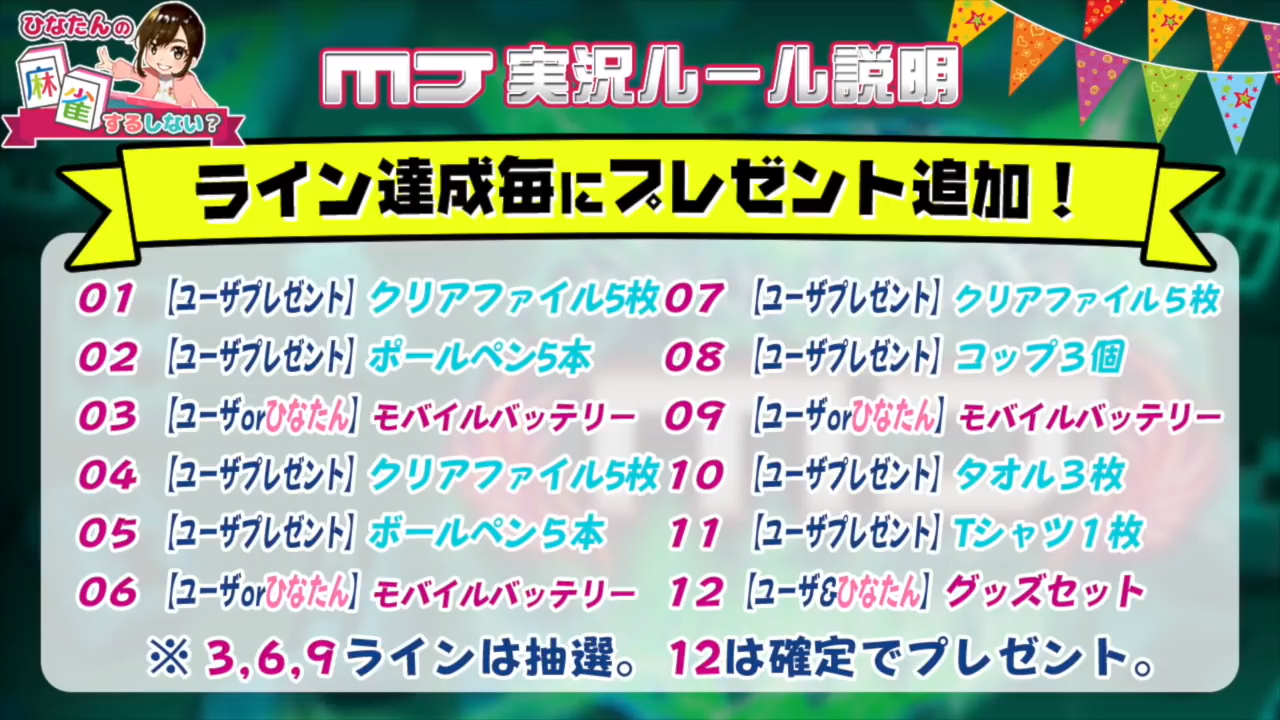 ひなたんの
麻
雀
するしない？
MJ実況ルール説明
ライン達成毎にプレゼント追加！
01 【ユーザプレゼント】 クリアファイル5枚
02 【ユーザプレゼント】 ポールペン5本
03 【ユーザorひなたん】 モバイルバッテリー
04 【ユーザプレゼント】 クリアファイル5枚
05 【ユーザプレゼント】 ボールペン５本
06 【ユーザorひなたん】 モバイルバッテリー
07 【ユーザプレゼント】 クリアファイル５枚
08 【ユーザプレゼント】 コップ３個
09 【ユーザorひなたん】 モバイルバッテリー
10 【ユーザプレゼント】 タオル３枚
11 【ユーザプレゼント】 Tシャツ１枚
12 【ユーザ&ひなたん】 グッズセット
※ 3,6,9ラインは抽選。 12は確定でプレゼント。